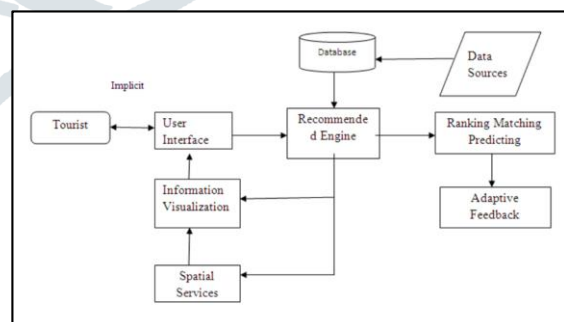 Database
Data
Sources
Implicit
Tourist
User
Interface
Recommende
d Engine
Ranking Matching
Predicting
Information
Visualization
Adaptive
Feedback
Spatial
Services